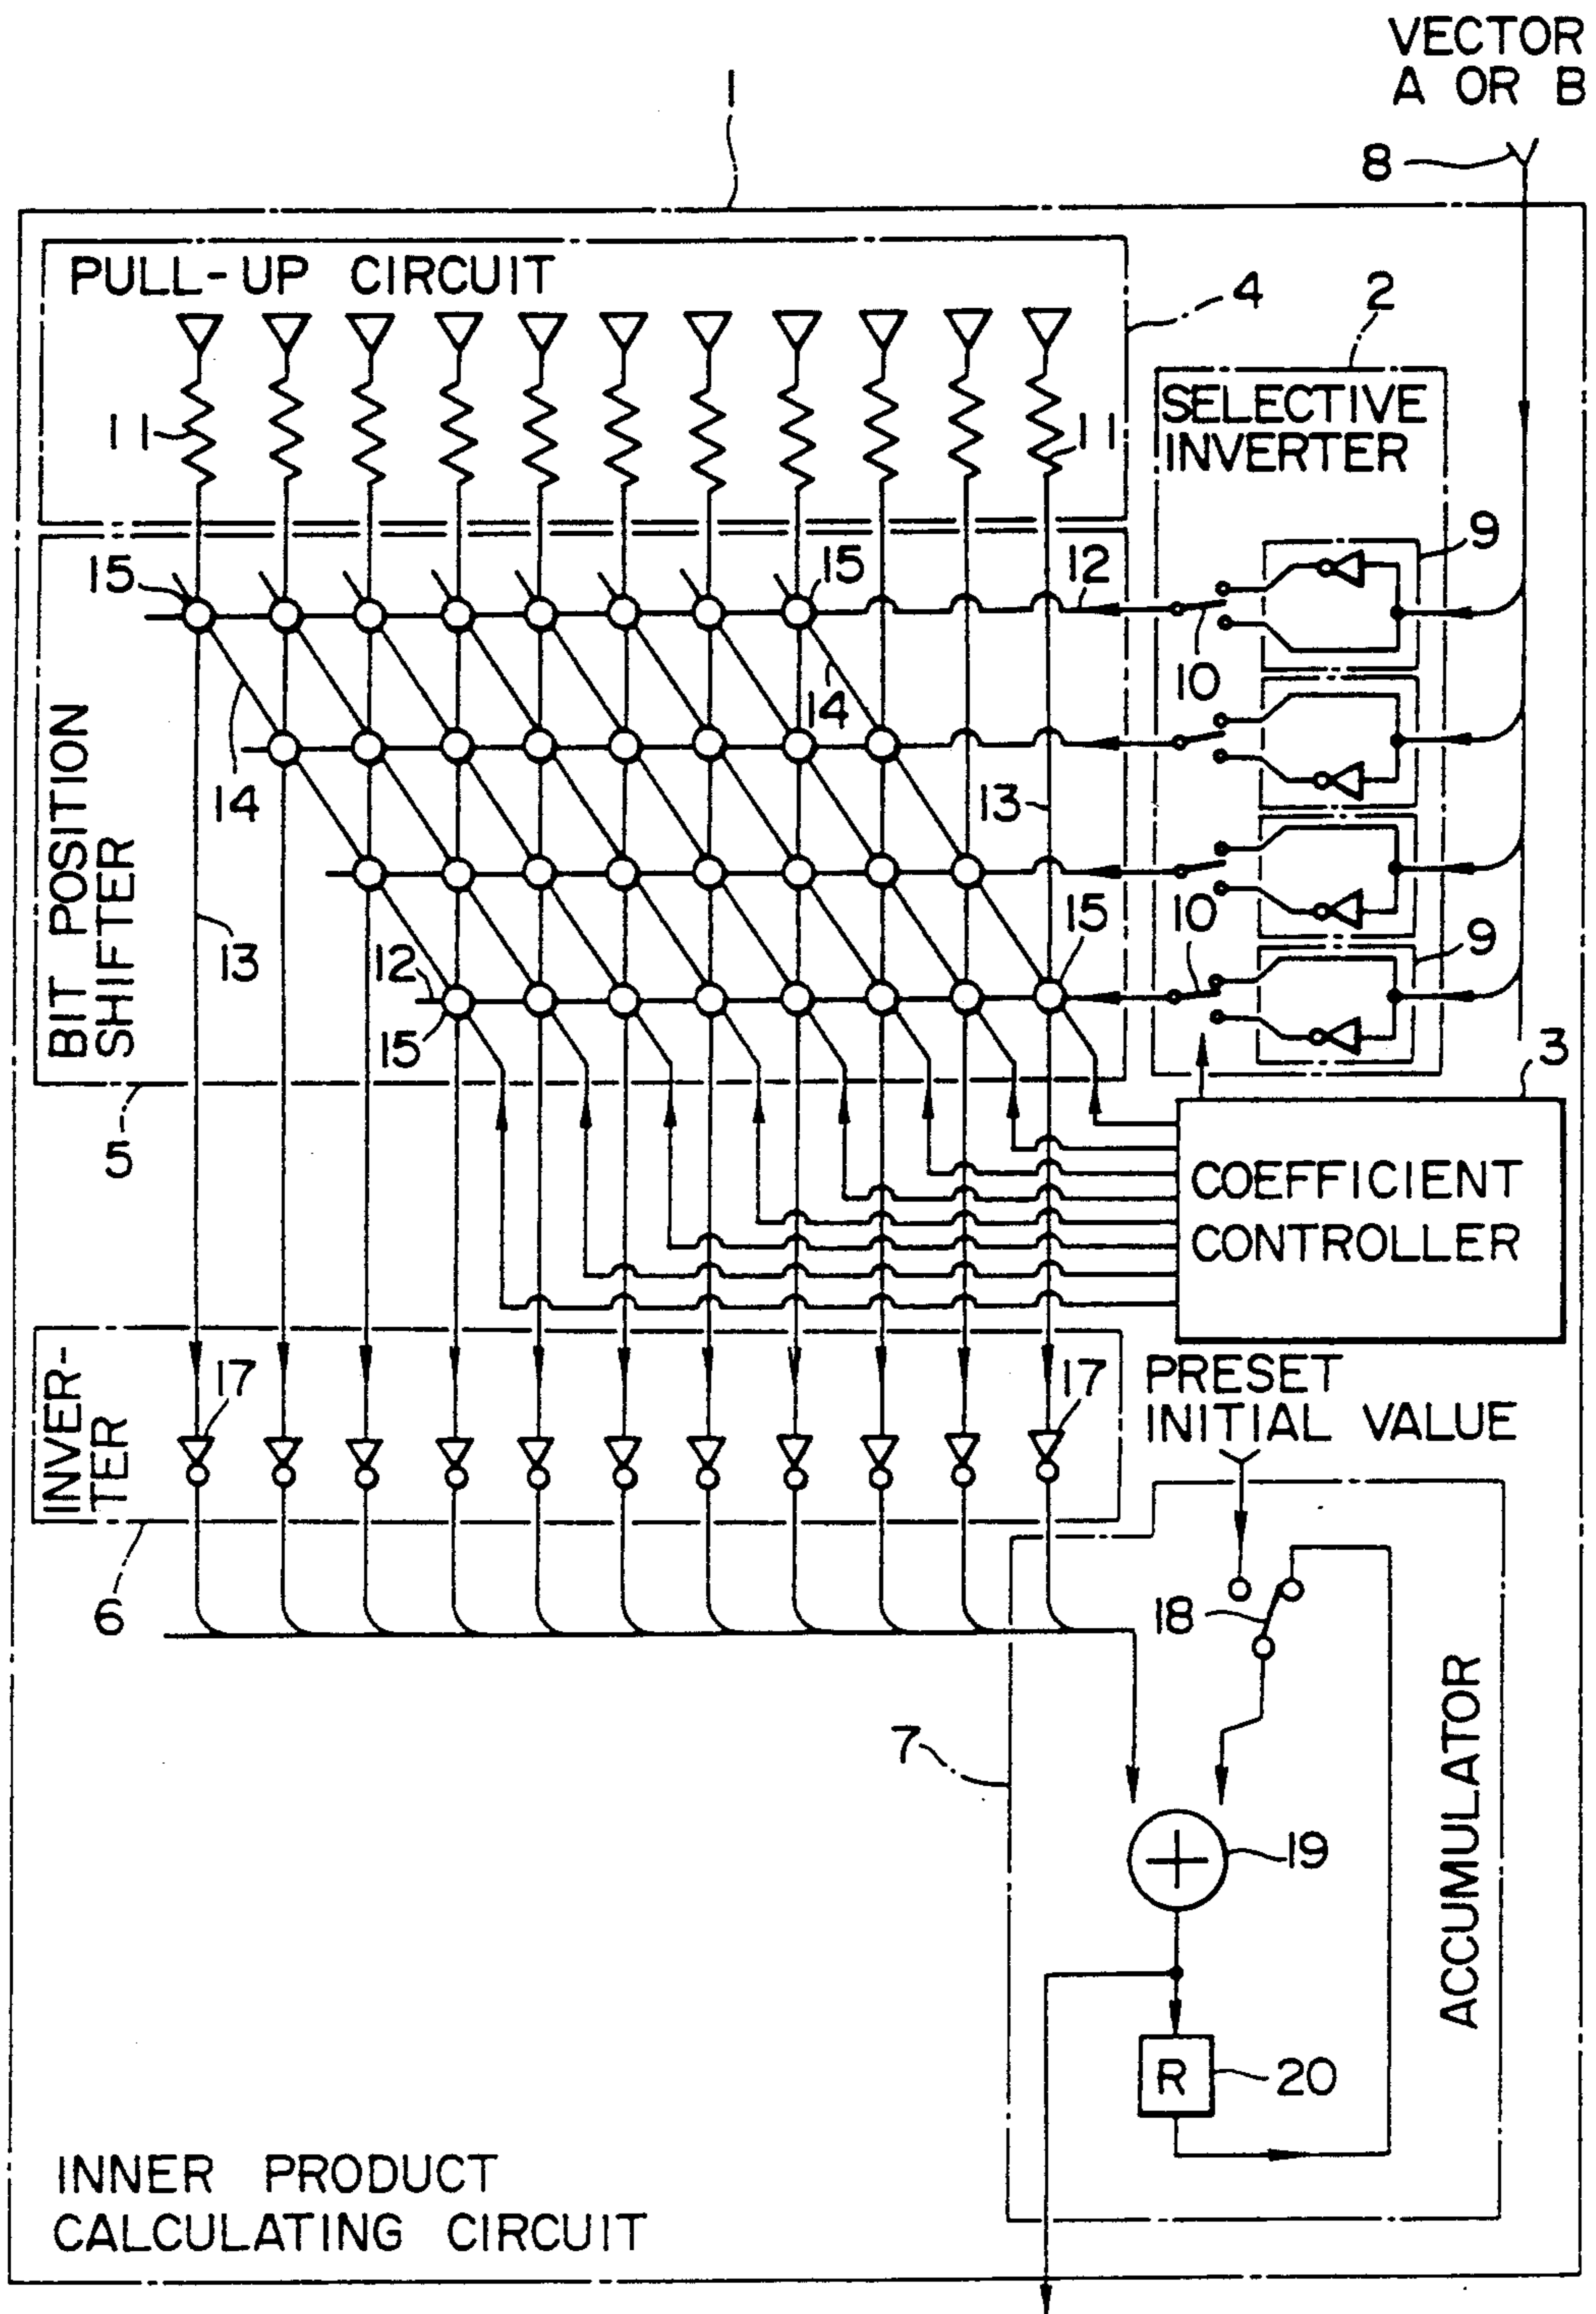 VECTOR
A OR B
1
8
PULL-UP CIRCUIT
4
2
SELECTIVE
INVERTER
11
11
9
15
15
12
10
14
14
13
BIT POSITION
SHIFTER
13
12
15
10
15
9
3
5
COEFFICIENT
CONTROLLER
INVER-
TER
17
17
PRESET
INITIAL VALUE
6
18
7
19
ACCUMULATOR
R
20
INNER PRODUCT
CALCULATING CIRCUIT